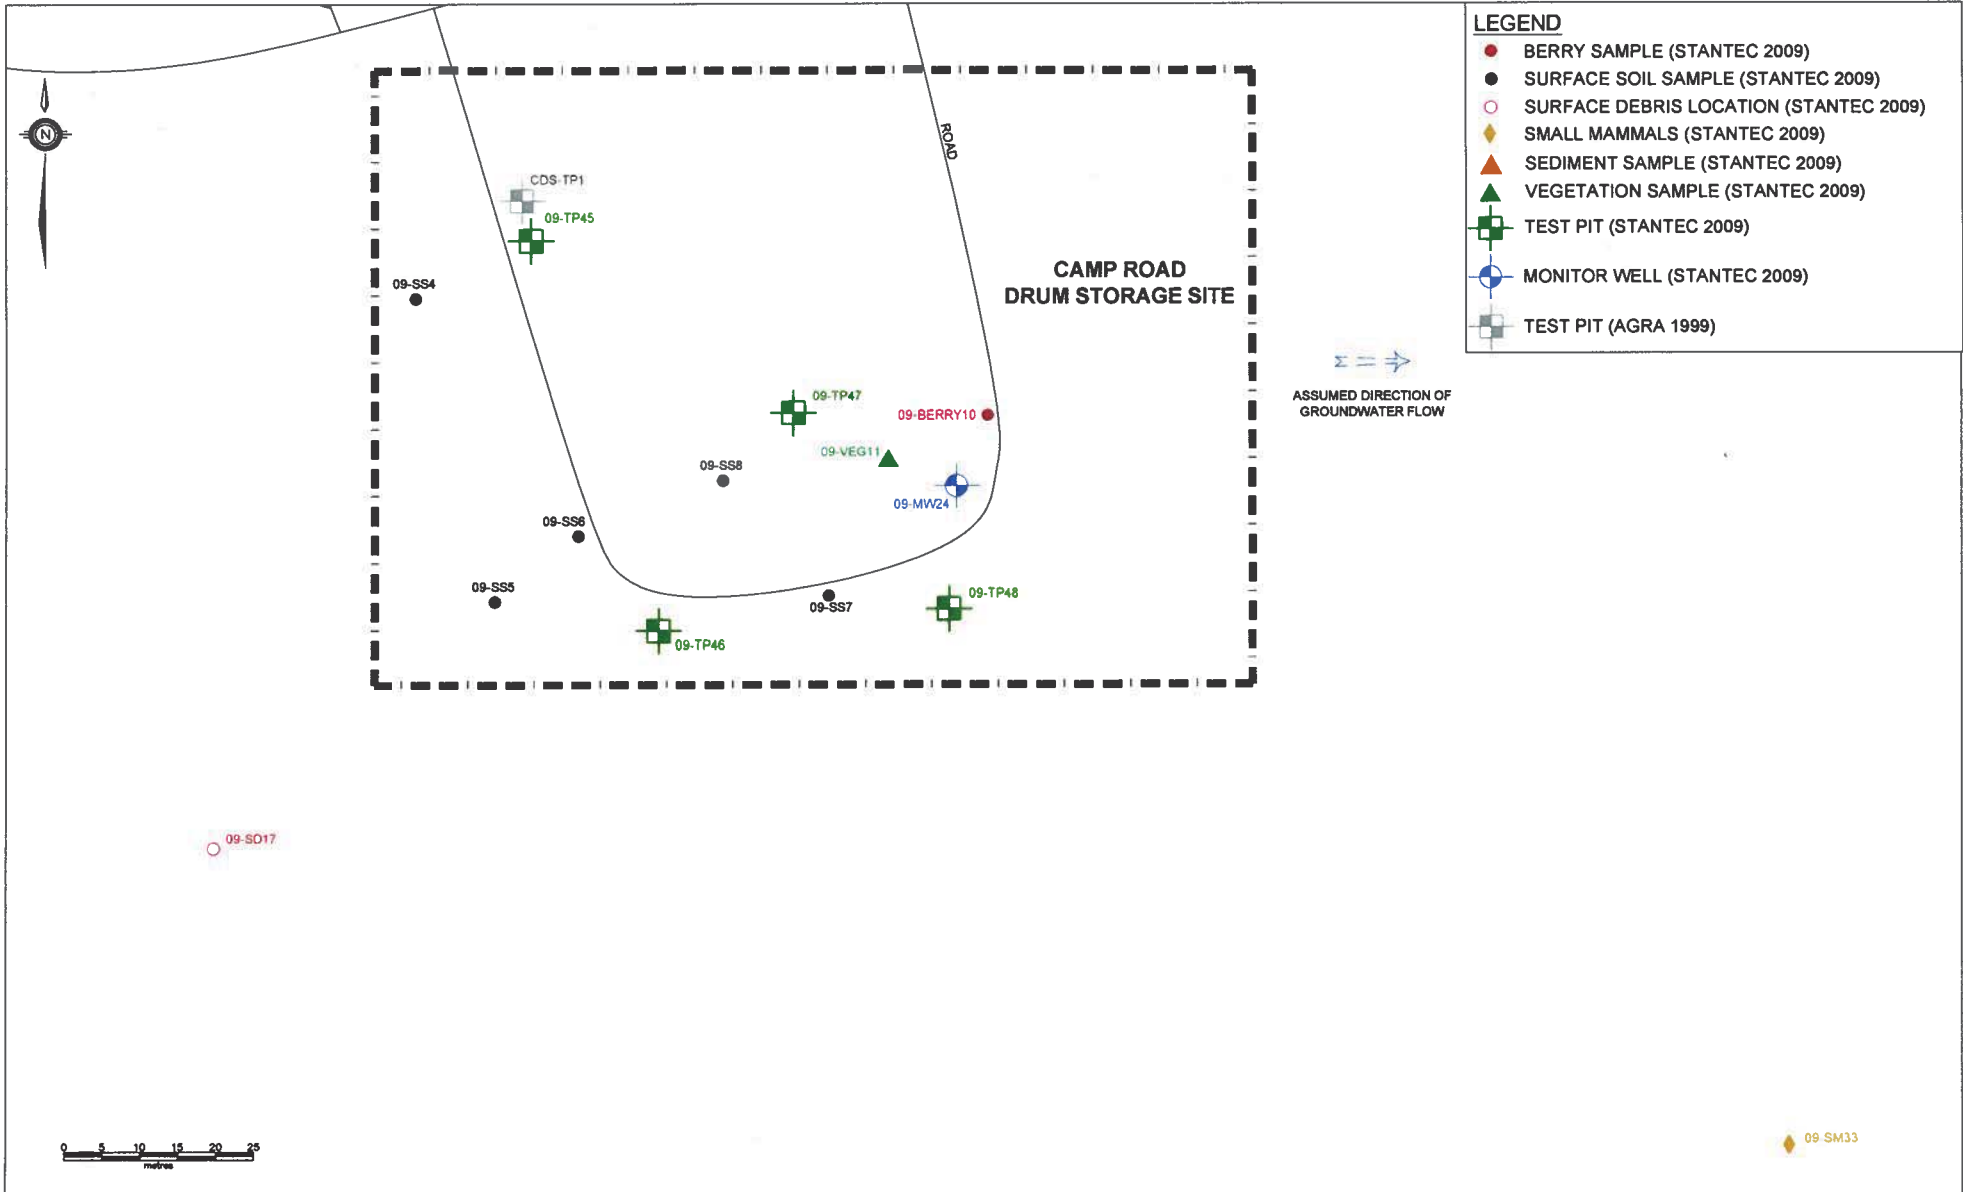 LEGEND
BERRY SAMPLE (STANTEC 2009)
SURFACE SOIL SAMPLE (STANTEC 2009)
SURFACE DEBRIS LOCATION (STANTEC 2009)
SMALL MAMMALS (STANTEC 2009)
SEDIMENT SAMPLE (STANTEC 2009)
VEGETATION SAMPLE (STANTEC 2009)
TEST PIT (STANTEC 2009)
MONITOR WELL (STANTEC 2009)
TEST PIT (AGRA 1999)
N
ROAD
CDS-TP1
09-TP45
CAMP ROAD
DRUM STORAGE SITE
09-SS4
ASSUMED DIRECTION OF
GROUNDWATER FLOW
09-TP47
09-BERRY10
09-VEG11
09-SS8
09-MW24
09-SS6
09-SS5
09-SS7
09-TP48
09-TP46
09-SD17
09-SM33
0 5 10 15 20 25
metres